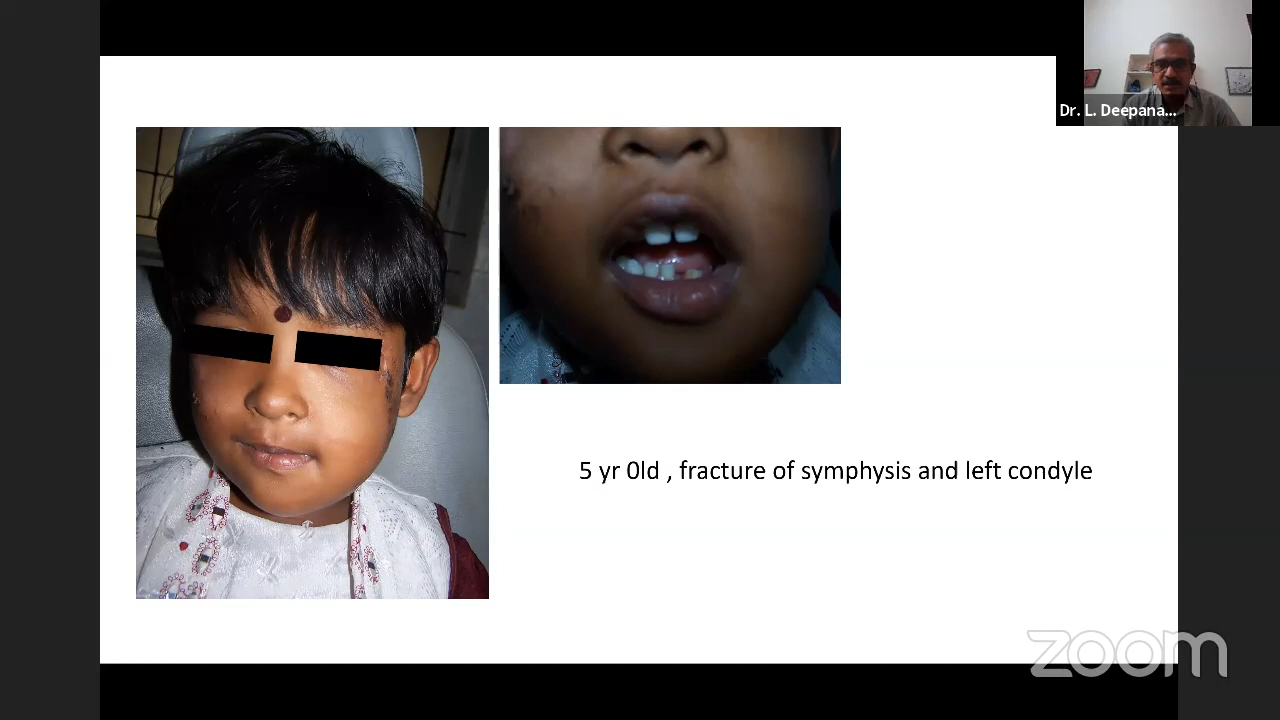 Dr. L. Deepana...
5 yr 0ld , fracture of symphysis and left condyle
zoom